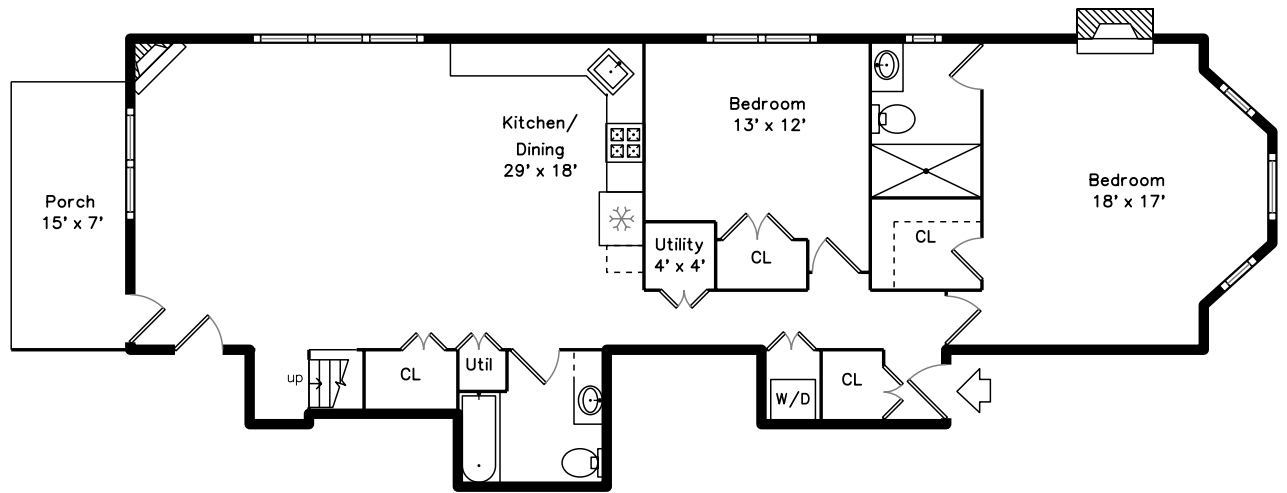 Kitchen/
Dining
29' x 18'
Bedroom
13' x 12'
Porch
15' x 7'
Bedroom
18' x 17'
Utility
4' x 4'
CL
CL
up
CL
Util
W/D
CL